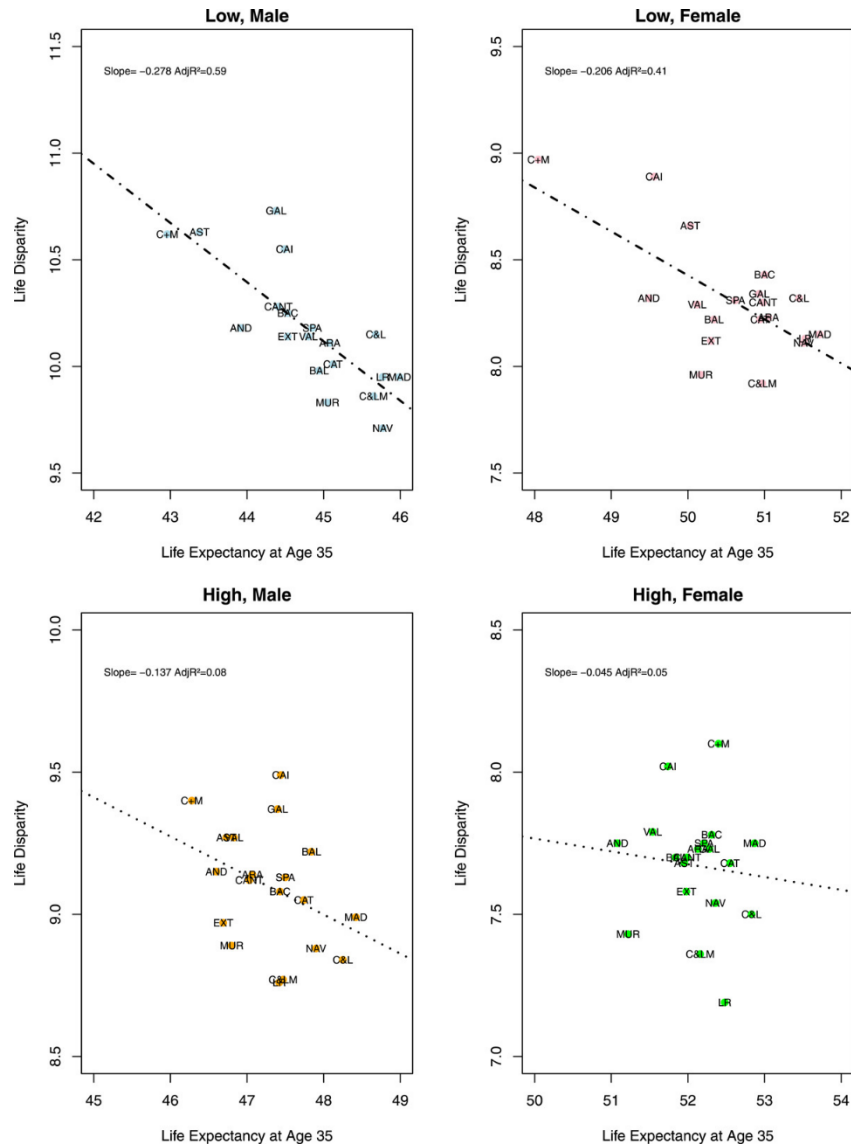 Low, Male
Slope= −0.278 AdjR²=0.59
Life Disparity
11.5
11.0
10.5
10.0
9.5
GAL
C+M
AST
CAI
CANT
BAC
AND
SPA
EXT
VAL
C&L
ARA
CAT
BAL
LR
MAD
C&LM
MUR
NAV
42 43 44 45 46
Life Expectancy at Age 35
Low, Female
Slope= −0.206 AdjR²=0.41
Life Disparity
9.0
8.5
8.0
7.5
C+M
CAI
AST
BAC
GAL
AND
VAL
SPA
CANT
C&L
BAL
CAT
ARA
EXT
LR
MAD
NAV
MUR
C&LM
48 49 50 51 52
Life Expectancy at Age 35
High, Male
Slope= −0.137 AdjR²=0.08
Life Disparity
10.0
9.5
9.0
8.5
CAI
C+M
GAL
AST
VAL
BAL
AND
ARA
CANT
SPA
BAC
CAT
EXT
MAD
MUR
NAV
C&L
C&LM
LR
45 46 47 48 49
Life Expectancy at Age 35
High, Female
Slope= −0.045 AdjR²=0.05
Life Disparity
8.5
8.0
7.5
7.0
C+M
CAI
VAL
BAC
AND
SPA
MAD
ARA
GAL
CANT
AST
CAT
EXT
NAV
C&L
MUR
C&LM
LR
50 51 52 53 54
Life Expectancy at Age 35